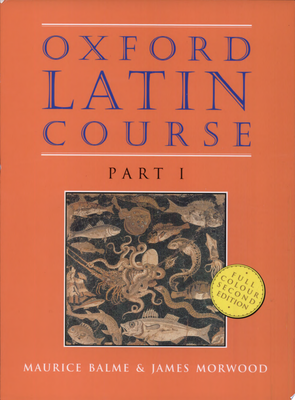 OXFORD
LATIN
COURSE
PART I
FULL
COLOUR
SECOND
EDITION
MAURICE BALME & JAMES MORWOOD